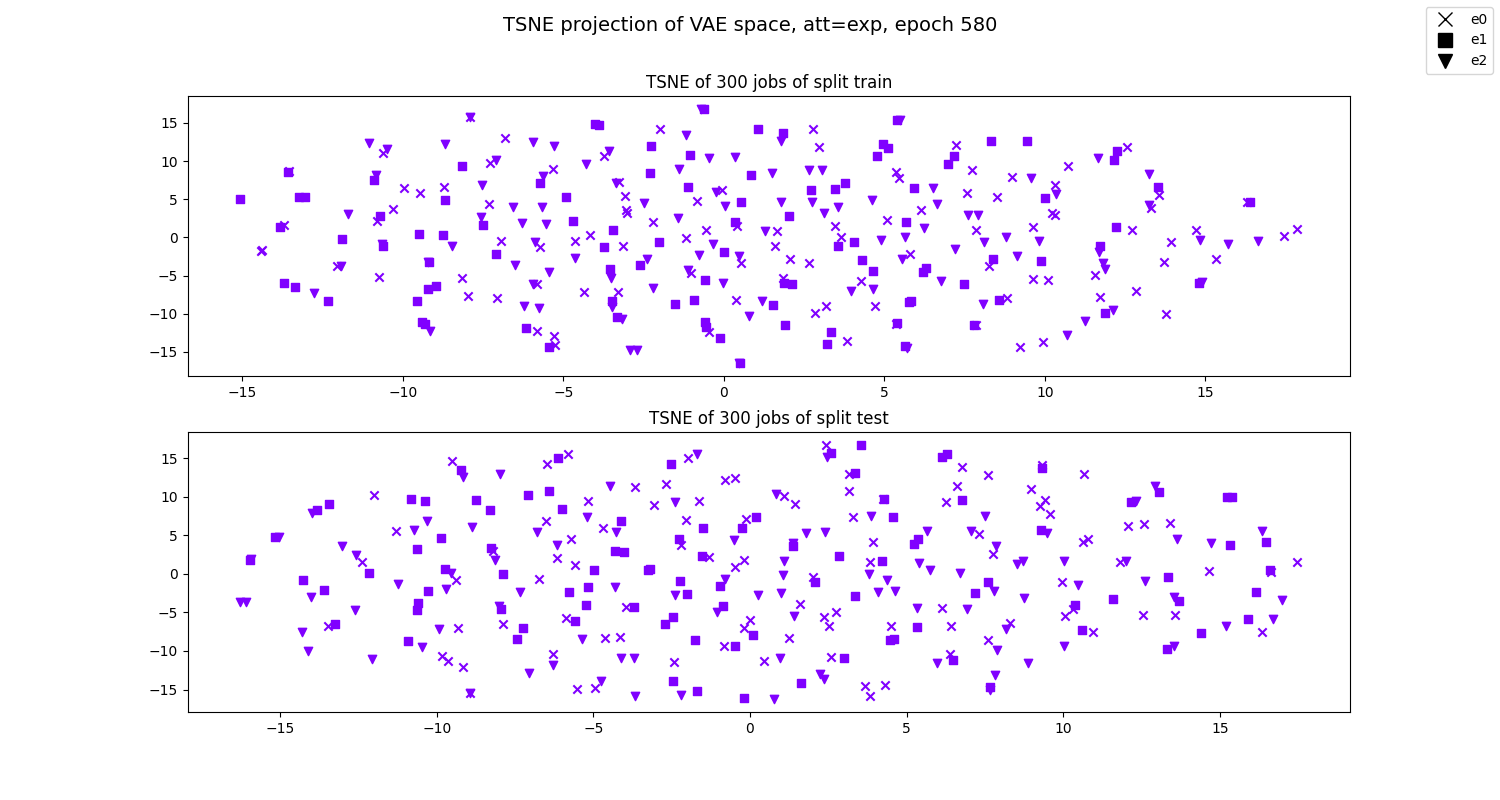 TSNE projection of VAE space, att=exp, epoch 580
e0
e1
e2
TSNE of 300 jobs of split train
15
10
5
0
−5
−10
−15
−15 −10 −5 0 5 10 15
TSNE of 300 jobs of split test
15
10
5
0
−5
−10
−15
−15 −10 −5 0 5 10 15